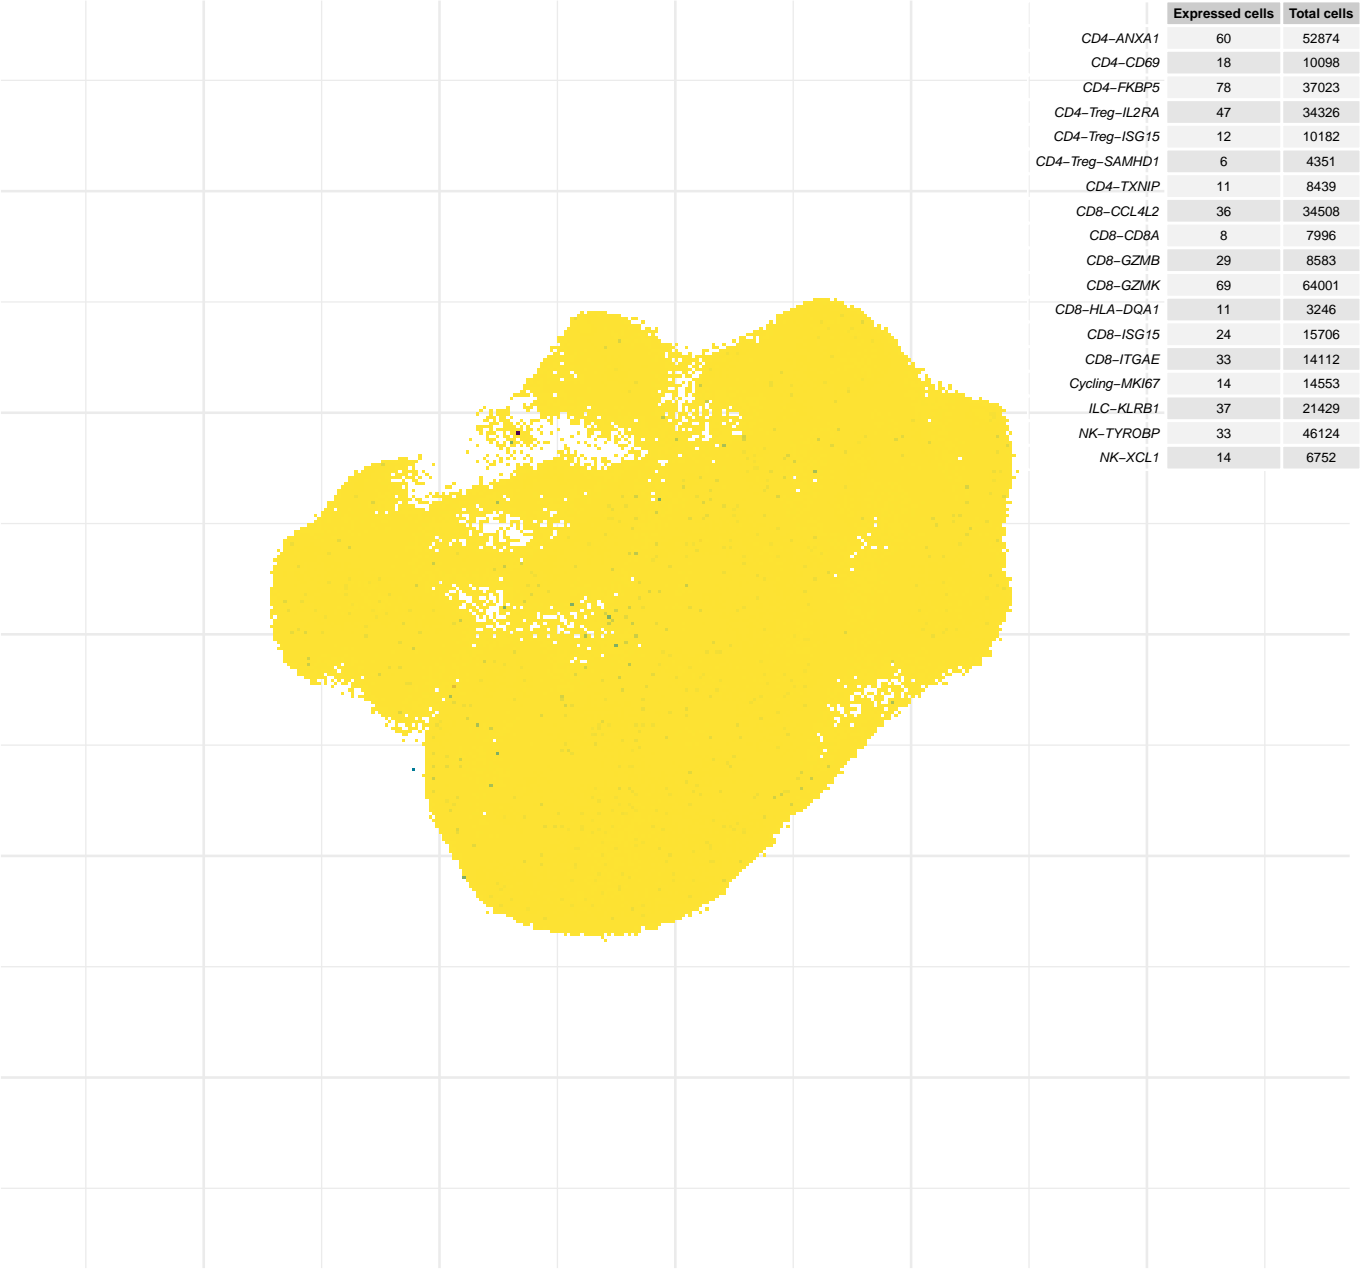 Expressed cells Total cells
CD4−ANXA1 60 52874
CD4−CD69 18 10098
CD4−FKBP5 78 37023
CD4−Treg−IL2RA 47 34326
CD4−Treg−ISG15 12 10182
CD4−Treg−SAMHD1 6 4351
CD4−TXNIP 11 8439
CD8−CCL4L2 36 34508
CD8−CD8A 8 7996
CD8−GZMB 29 8583
CD8−GZMK 69 64001
CD8−HLA−DQA1 11 3246
CD8−ISG15 24 15706
CD8−ITGAE 33 14112
Cycling−MKI67 14 14553
ILC−KLRB1 37 21429
NK−TYROBP 33 46124
NK−XCL1 14 6752